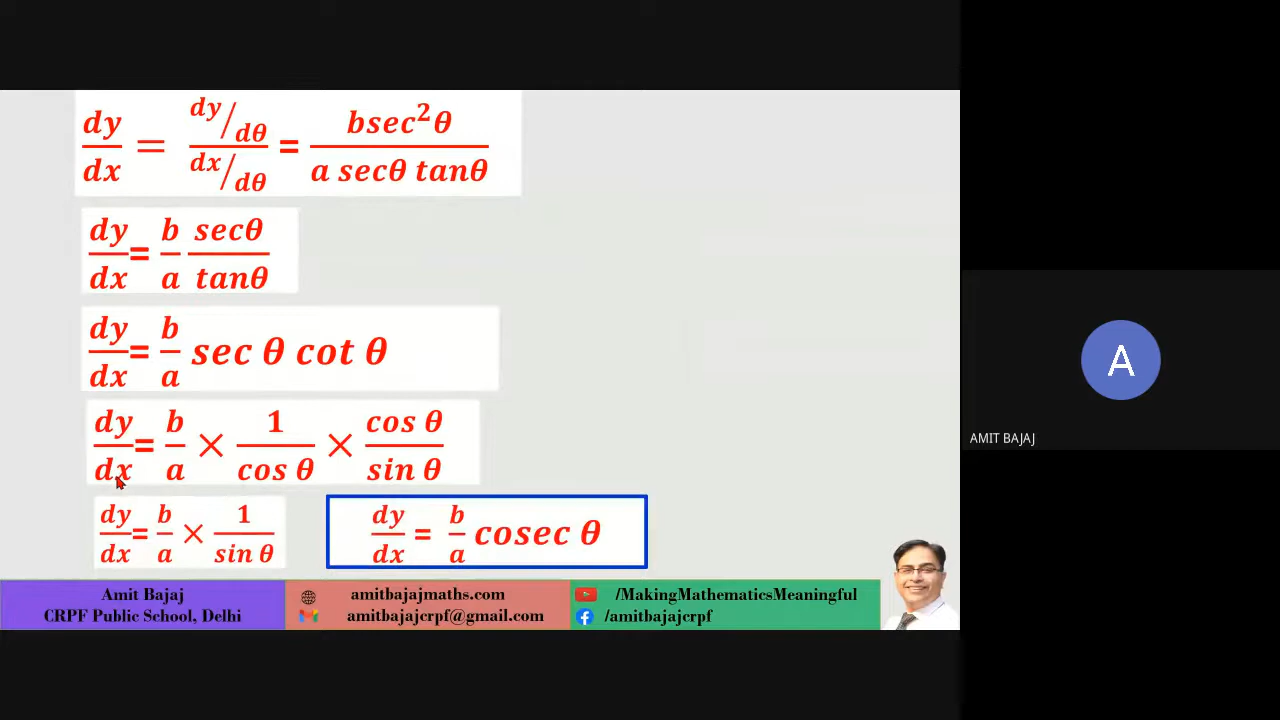 dy/dx = (dy/dθ)/(dx/dθ) = bsec²θ/a secθ tanθ
dy/dx = b/a secθ/tanθ
dy/dx = b/a sec θ cot θ
dy/dx = b/a × 1/cos θ × cos θ/sin θ
dy/dx = b/a × 1/sin θ
dy/dx = b/a cosec θ
A
AMIT BAJAJ
Amit Bajaj
CRPF Public School, Delhi
amitbajajmaths.com
amitbajajcrpf@gmail.com
/MakingMathematicsMeaningful
/amitbajajcrpf